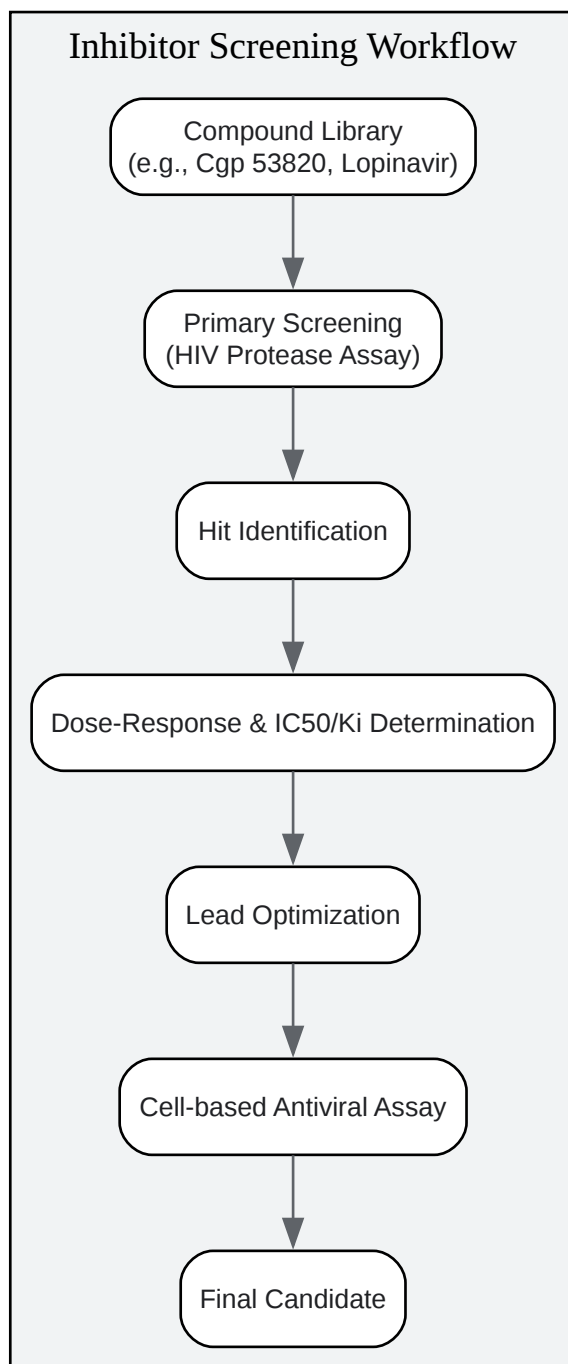 Inhibitor Screening Workflow
Compound Library
(e.g., Cgp 53820, Lopinavir)
Primary Screening
(HIV Protease Assay)
Hit Identification
Dose-Response & IC50/Ki Determination
Lead Optimization
Cell-based Antiviral Assay
Final Candidate